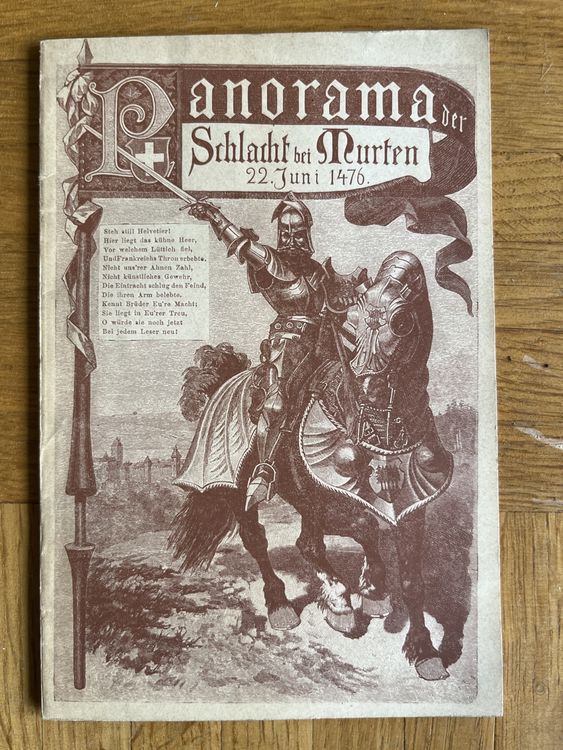 Panorama der
Schlacht bei Murten
22. Juni 1476.
Steh still Helvetier!
Hier liegt das kühne Heer,
Vor welchem Lüttich fiel,
UndFrankreichs Thron erbebte.
Nicht uns'rer Ahnen Zahl,
Nicht künstliches Gewehr,
Die Eintracht schlug den Feind,
Die ihren Arm belebte.
Kennt Brüder Eu're Macht;
Sie liegt in Eu'rer Treu,
O würde sie noch jetzt
Bei jedem Leser neu!